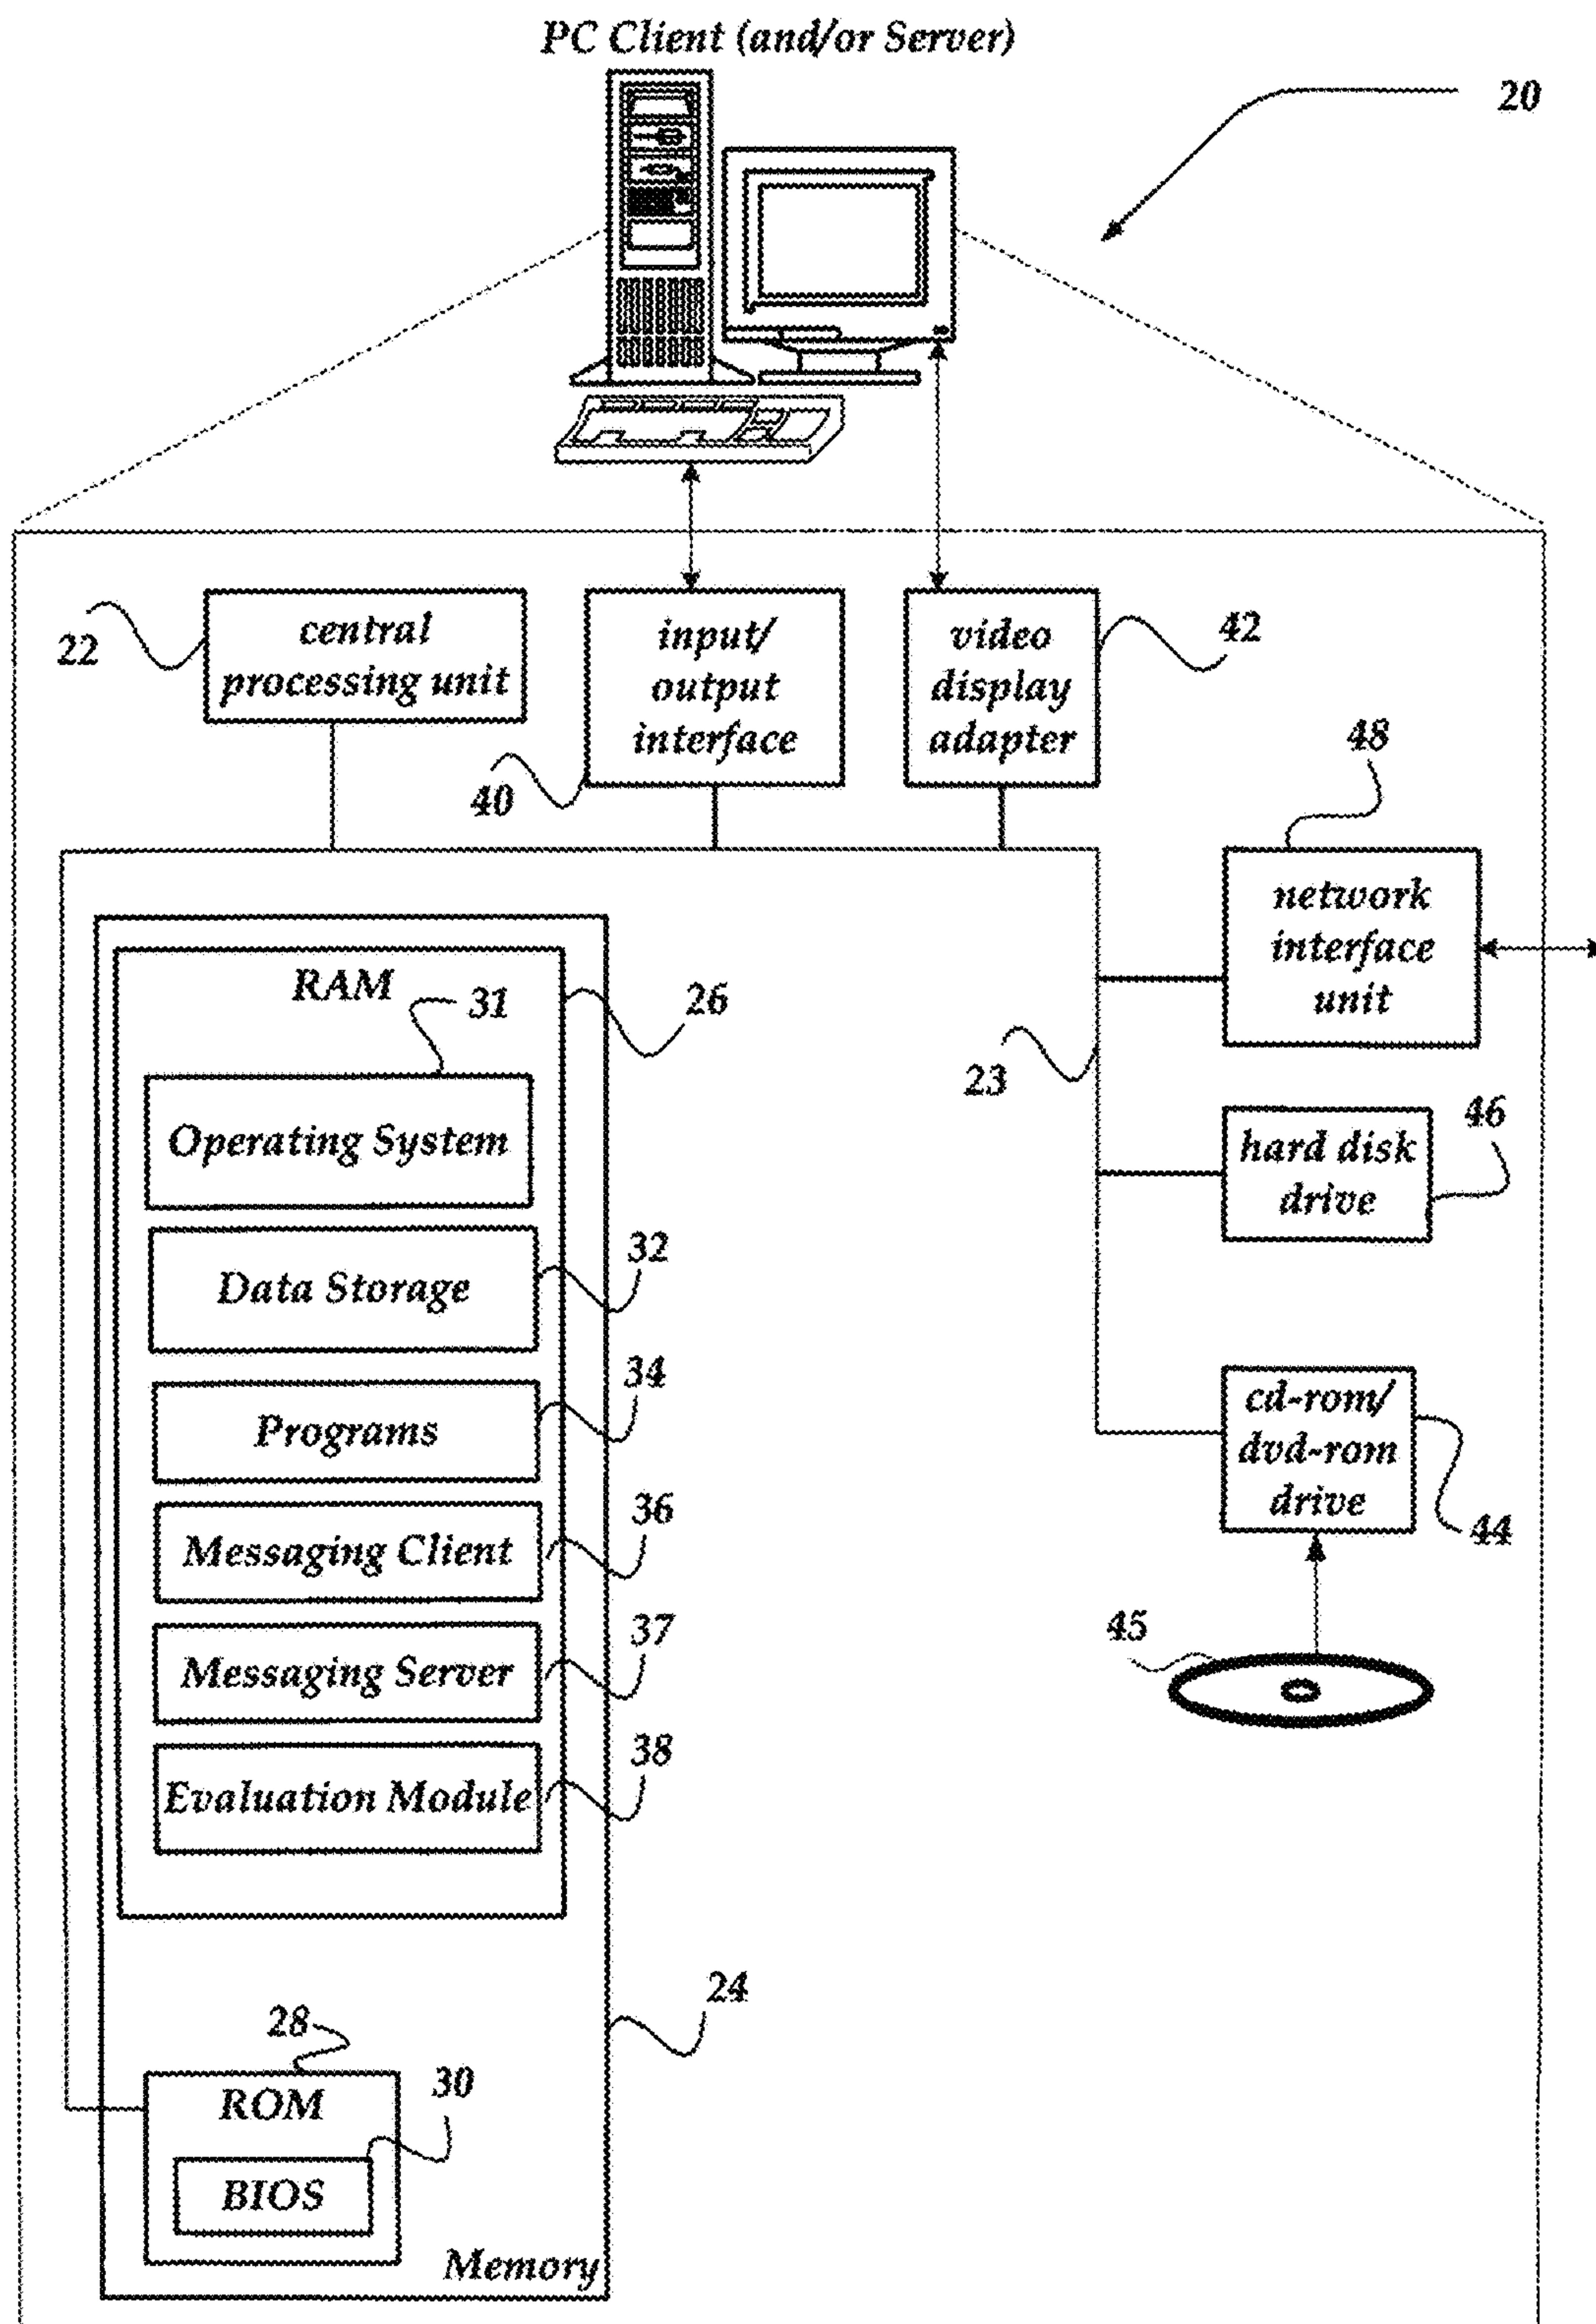 PC Client (and/or Server)
20
22
central
processing unit
input/
output
interface
40
video
display
adapter
42
48
network
interface
unit
RAM
31
26
23
Operating System
46
hard disk
drive
Data Storage
32
34
Programs
cd-rom/
dvd-rom
drive
44
36
Messaging Client
37
Messaging Server
45
38
Evaluation Module
24
28
ROM
30
BIOS
Memory